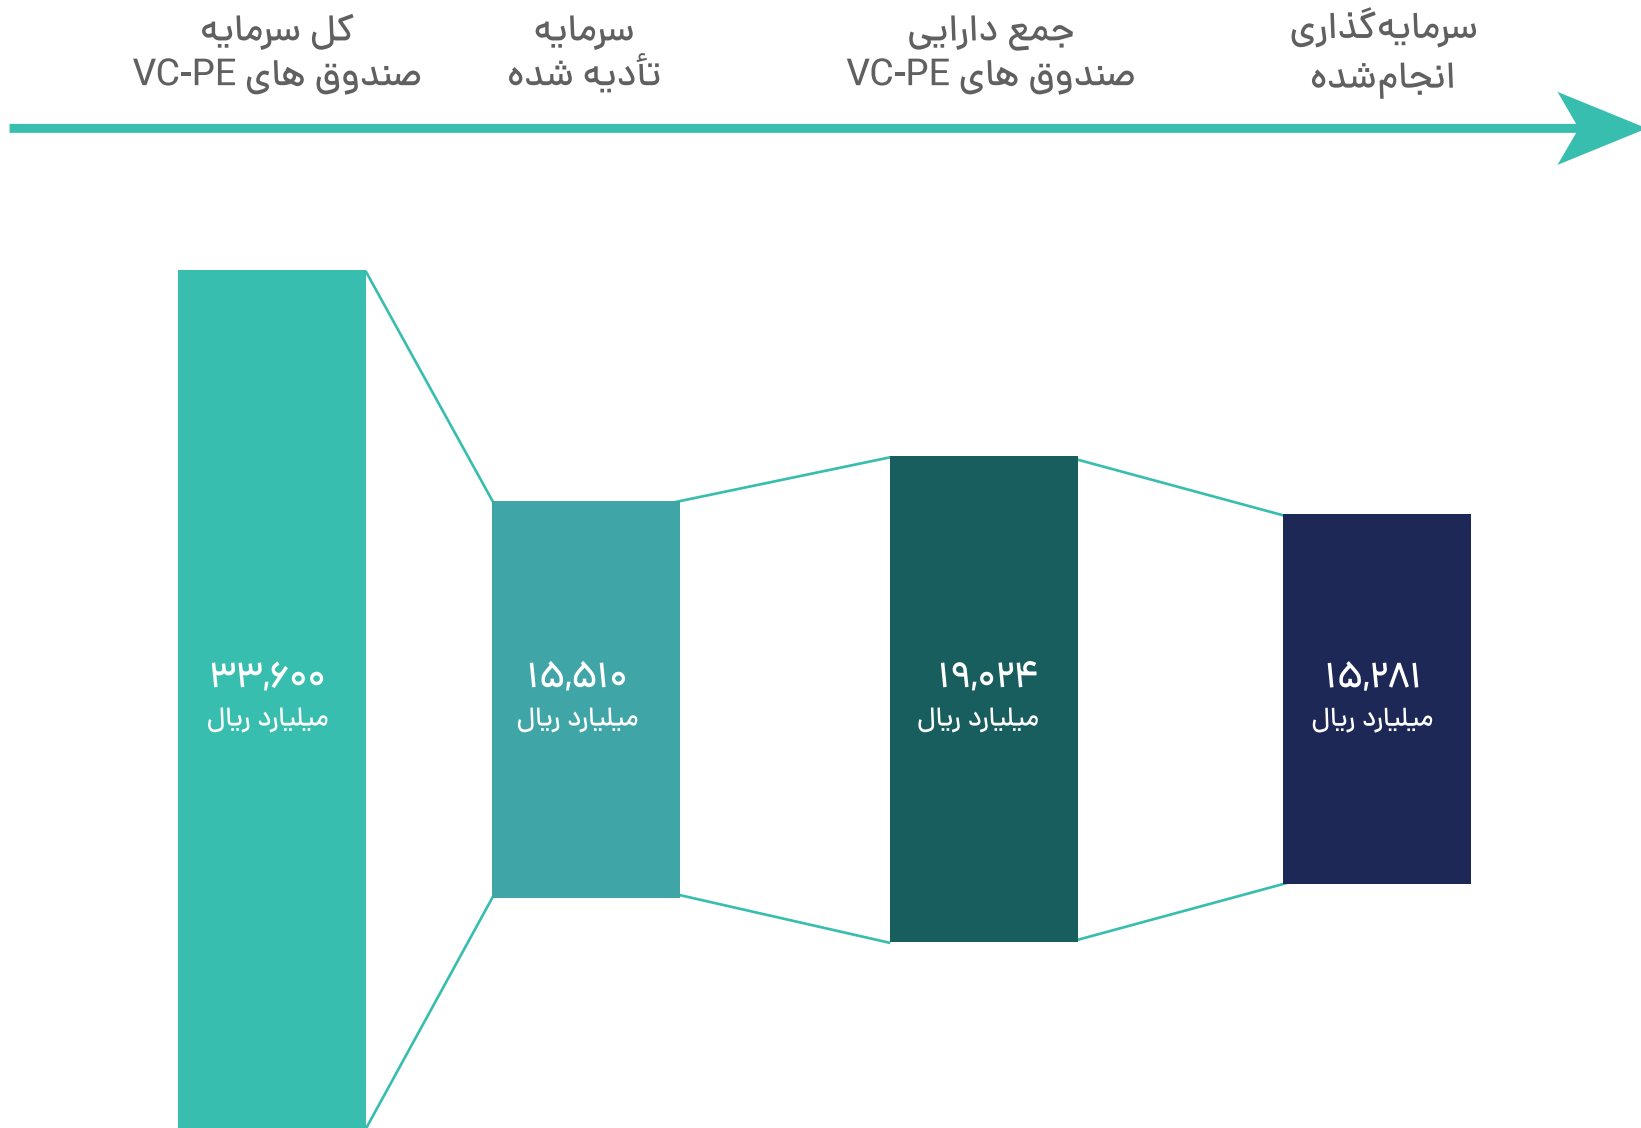 کل سرمایه
صندوق های VC-PE
سرمایه
تأدیه شده
جمع دارایی
صندوق های VC-PE
سرمایه‌گذاری
انجام‌شده
۳۳,۶۰۰
میلیارد ریال
۱۵,۵۱۰
میلیارد ریال
۱۹,۰۲۴
میلیارد ریال
۱۵,۲۸۱
میلیارد ریال